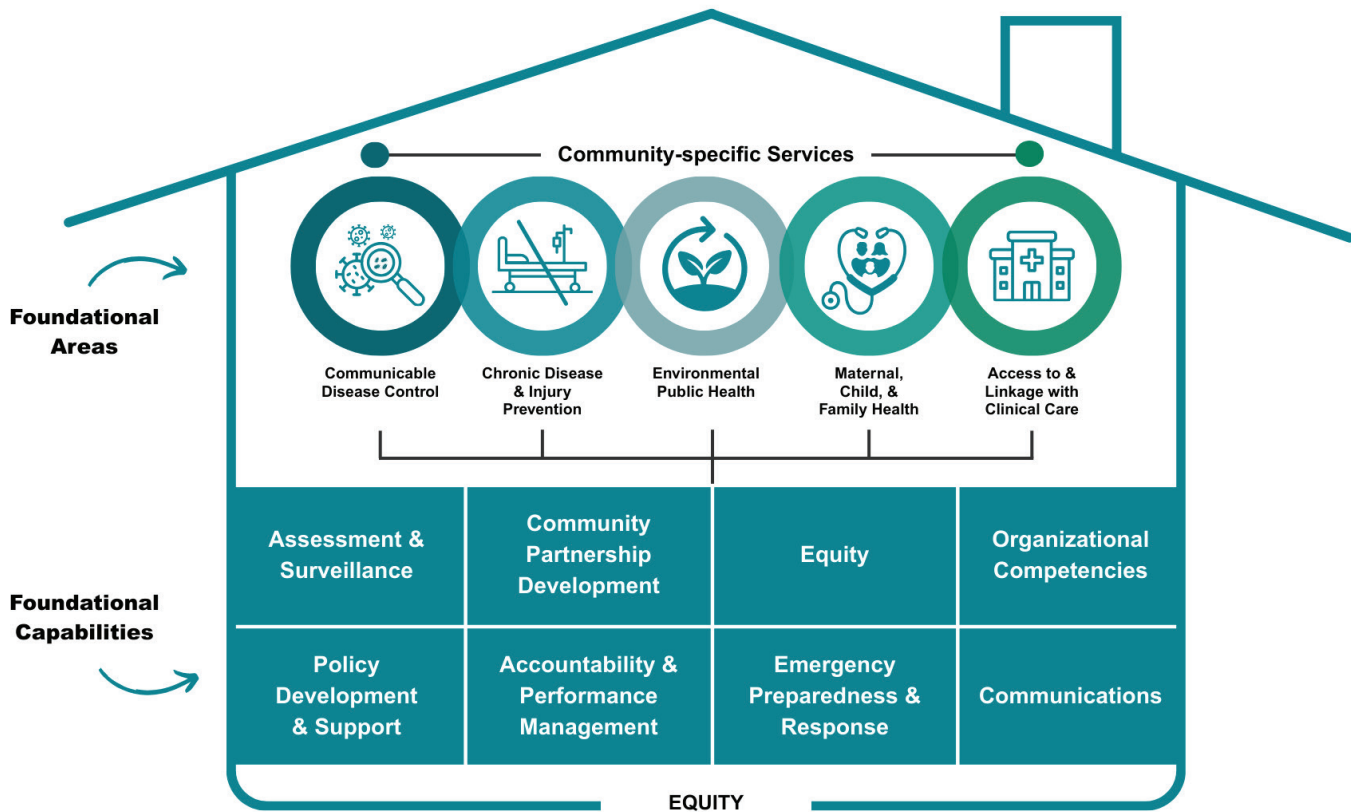 Community-specific Services
Foundational
Areas
Communicable
Disease Control
Chronic Disease
& Injury
Prevention
Environmental
Public Health
Maternal,
Child, &
Family Health
Access to &
Linkage with
Clinical Care
Foundational
Capabilities
Assessment &
Surveillance
Community
Partnership
Development
Equity
Organizational
Competencies
Policy
Development
& Support
Accountability &
Performance
Management
Emergency
Preparedness &
Response
Communications
EQUITY